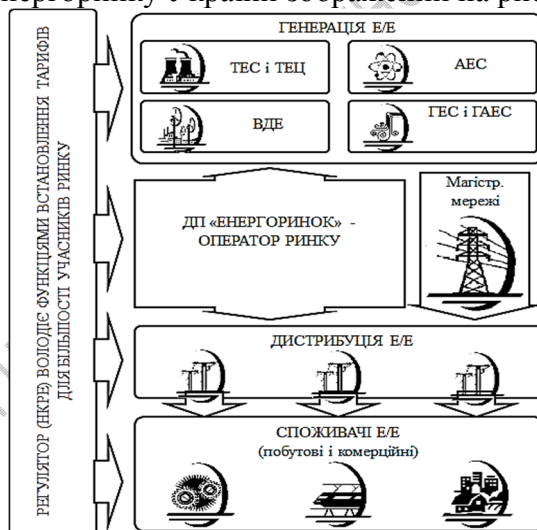 РЕГУЛЯТОР (НКРЕ) ВОЛОДІЄ ФУНКЦІЯМИ ВСТАНОВЛЕННЯ ТАРИФІВ
ДЛЯ БІЛЬШОСТІ УЧАСНИКІВ РИНКУ
ГЕНЕРАЦІЯ Е/Е
ТЕС і ТЕЦ
АЕС
ВДЕ
ГЕС і ГАЕС
ДП «ЕНЕРГОРИНОК» -
ОПЕРАТОР РИНКУ
Магістр.
мережі
ДИСТРИБУЦІЯ Е/Е
СПОЖИВАЧІ Е/Е
(побутові і комерційні)